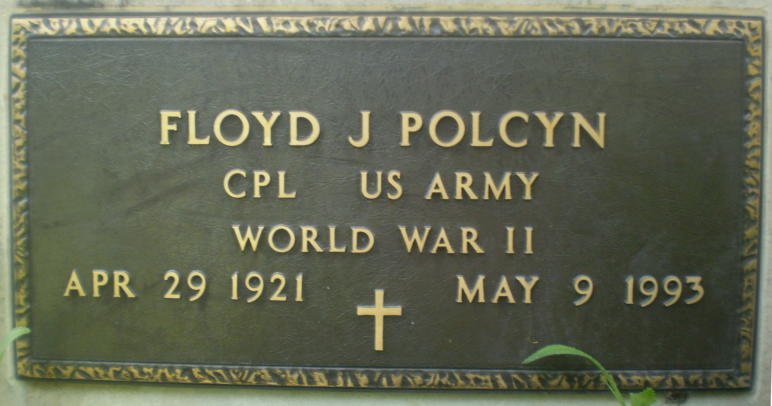 FLOYD J POLCYN
CPL US ARMY
WORLD WAR II
APR 29 1921 MAY 9 1993